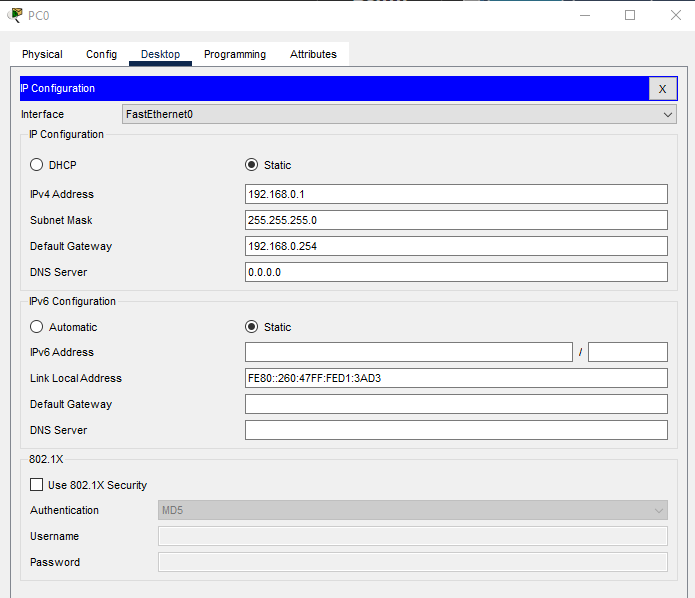 PC0
Physical Config Desktop Programming Attributes
IP Configuration X
Interface FastEthernet0
IP Configuration
DHCP Static
IPv4 Address 192.168.0.1
Subnet Mask 255.255.255.0
Default Gateway 192.168.0.254
DNS Server 0.0.0.0
IPv6 Configuration
Automatic Static
IPv6 Address /
Link Local Address FE80::260:47FF:FED1:3AD3
Default Gateway
DNS Server
802.1X
Use 802.1X Security
Authentication MD5
Username
Password